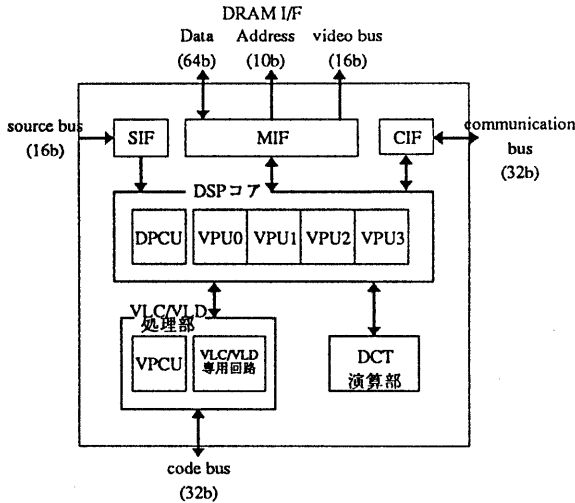 DRAM I/F
Data Address video bus
(64b) (10b) (16b)
source bus
(16b)
SIF
MIF
CIF
communication
bus
(32b)
DSPコア
DPCU
VPU0
VPU1
VPU2
VPU3
VLC/VLD
処理部
VPCU
VLC/VLD
専用回路
DCT
演算部
code bus
(32b)